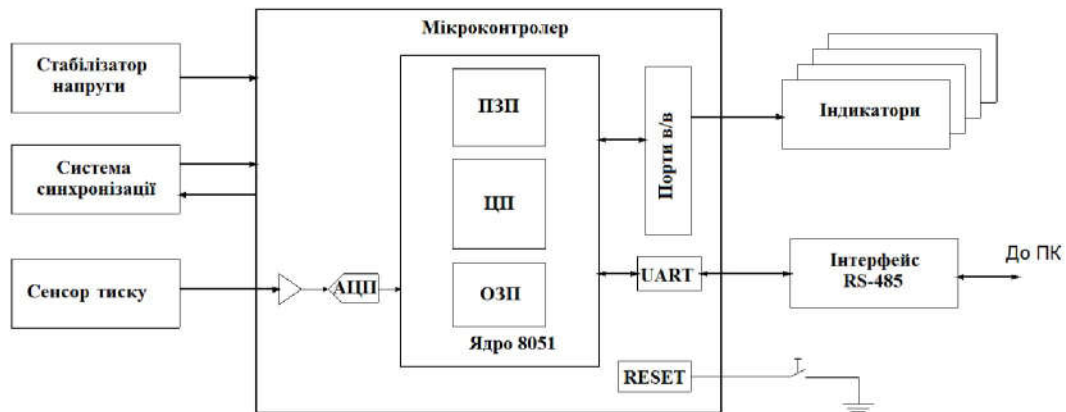 Мікроконтролер
Стабілізатор
напруги
Система
синхронізації
Сенсор тиску
АЦП
ПЗП
ЦП
ОЗП
Ядро 8051
Порти в/в
UART
RESET
Індикатори
Інтерфейс
RS-485
До ПК